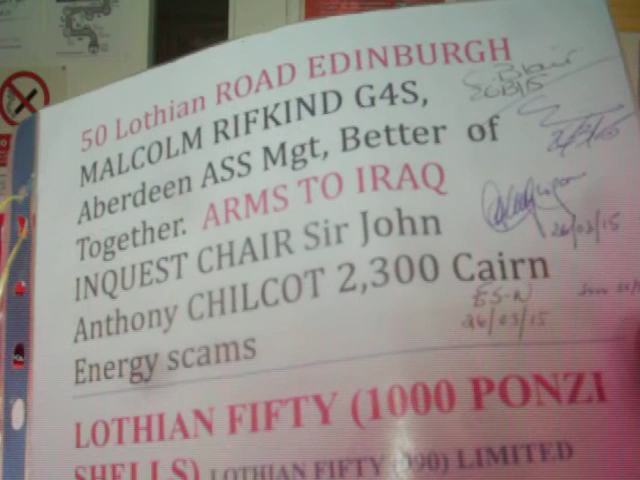 50 Lothian ROAD EDINBURGH
MALCOLM RIFKIND G4S,
Aberdeen ASS Mgt, Better of
Together. ARMS TO IRAQ
INQUEST CHAIR Sir John
Anthony CHILCOT 2,300 Cairn
Energy scams
26/03/15
ES-N
26/03/15
LOTHIAN FIFTY (1000 PONZI
SHELLS) LOTHIAN FIFTY (990) LIMITED